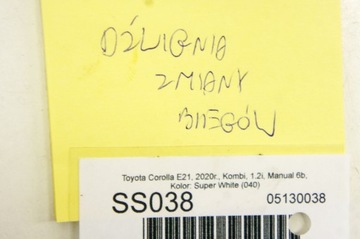 DŹWIGNIA
ZMIANY
BIEGÓW
Toyota Corolla E21, 2020r., Kombi, 1.2i, Manual 6b,
Kolor: Super White (040)
SS038 05130038